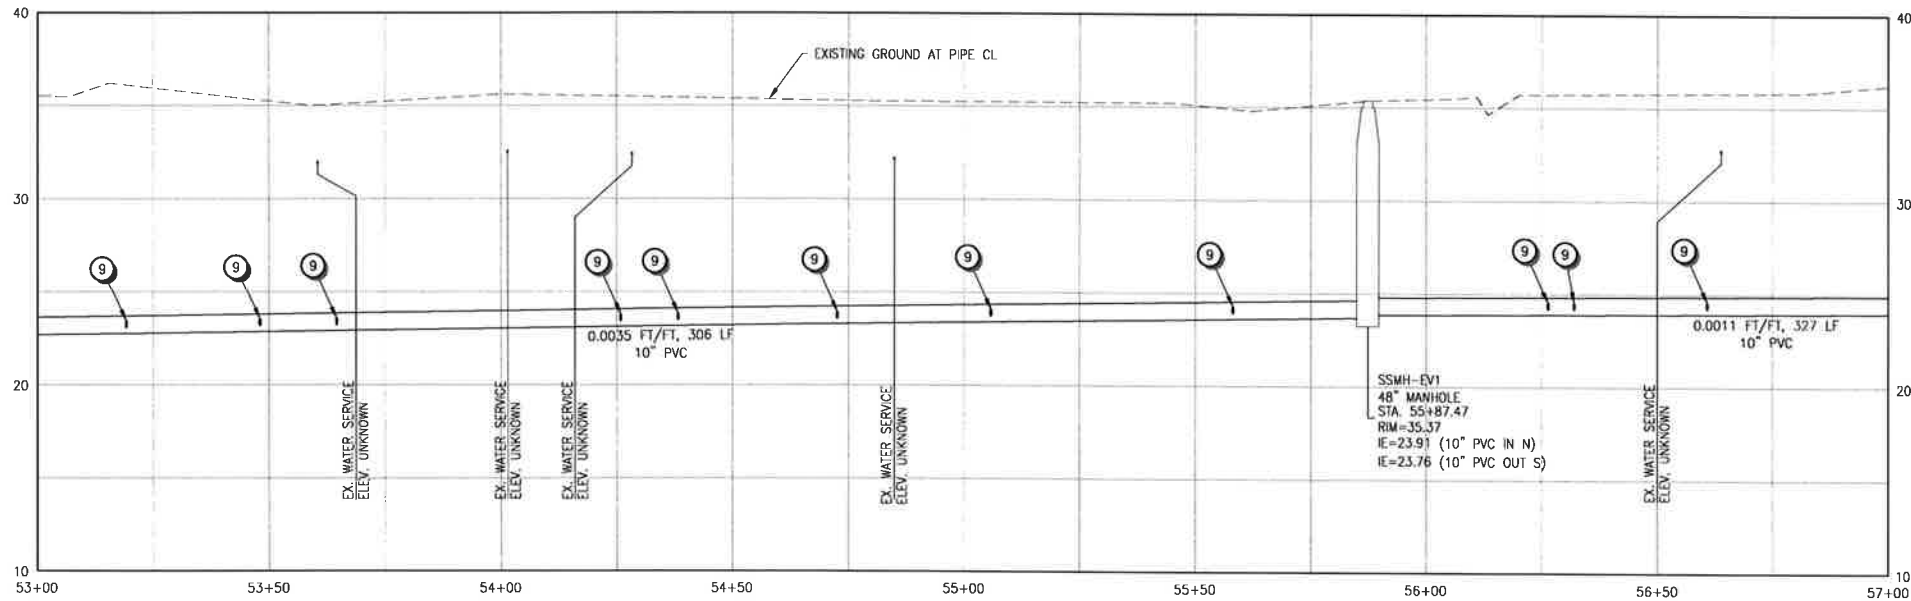 40
40
EXISTING GROUND AT PIPE CL
30
30
9
9
9
9
9
9
9
9
9
9
9
0.0035 FT/FT, 306 LF
10" PVC
0.0011 FT/FT, 327 LF
10" PVC
20
20
EX. WATER SERVICE
ELEV. UNKNOWN
EX. WATER SERVICE
ELEV. UNKNOWN
EX. WATER SERVICE
ELEV. UNKNOWN
EX. WATER SERVICE
ELEV. UNKNOWN
SSMH-EV1
48" MANHOLE
STA. 55+87.47
RIM=35.37
IE=23.91 (10" PVC IN N)
IE=23.76 (10" PVC OUT S)
EX. WATER SERVICE
ELEV. UNKNOWN
10
10
53+00
53+50
54+00
54+50
55+00
55+50
56+00
56+50
57+00